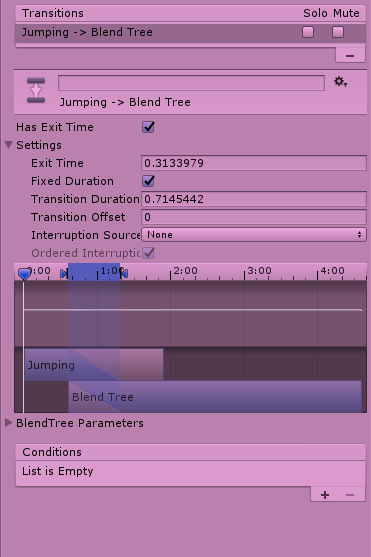 Transitions Solo Mute
Jumping -> Blend Tree
Jumping -> Blend Tree
Has Exit Time
Settings
Exit Time 0.3133979
Fixed Duration
Transition Duration 0.7145442
Transition Offset 0
Interruption Source None
Ordered Interruptio
0:00 1:00 2:00 3:00 4:00
Jumping
Blend Tree
BlendTree Parameters
Conditions
List is Empty